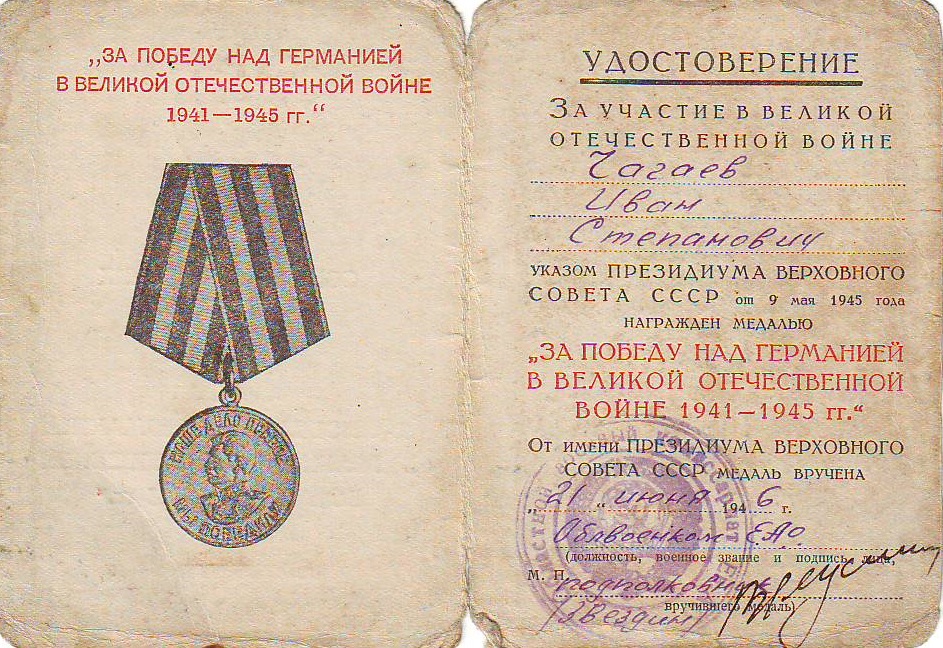 „ЗА ПОБЕДУ НАД ГЕРМАНИЕЙ
В ВЕЛИКОЙ ОТЕЧЕСТВЕННОЙ ВОЙНЕ
1941—1945 гг.“
НАШЕ ДЕЛО ПРАВОЕ
МЫ ПОБЕДИЛИ
УДОСТОВЕРЕНИЕ
ЗА УЧАСТИЕ В ВЕЛИКОЙ
ОТЕЧЕСТВЕННОЙ ВОЙНЕ
Чагаев
Иван
Степанович
УКАЗОМ ПРЕЗИДИУМА ВЕРХОВНОГО
СОВЕТА СССР от 9 мая 1945 года
НАГРАЖДЕН МЕДАЛЬЮ
„ЗА ПОБЕДУ НАД ГЕРМАНИЕЙ
В ВЕЛИКОЙ ОТЕЧЕСТВЕННОЙ
ВОЙНЕ 1941—1945 гг.“
ОТ ИМЕНИ ПРЕЗИДИУМА ВЕРХОВНОГО
СОВЕТА СССР МЕДАЛЬ ВРУЧЕНА
„21“ июня 1946 г.
Облвоенком ЕАО
(должность, военное звание и подпись лица,
М. П. подполковник
вручившего медаль)
/Звездин/